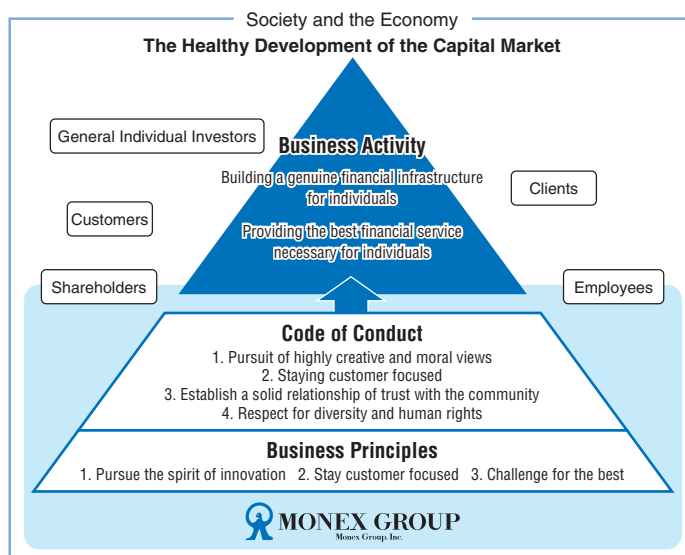 Society and the Economy
The Healthy Development of the Capital Market
General Individual Investors
Business Activity
Building a genuine financial infrastructure
for individuals
Clients
Customers
Providing the best financial service
necessary for individuals
Shareholders
Employees
Code of Conduct
1. Pursuit of highly creative and moral views
2. Staying customer focused
3. Establish a solid relationship of trust with the community
4. Respect for diversity and human rights
Business Principles
1. Pursue the spirit of innovation 2. Stay customer focused 3. Challenge for the best
MONEX GROUP
Monex Group, Inc.